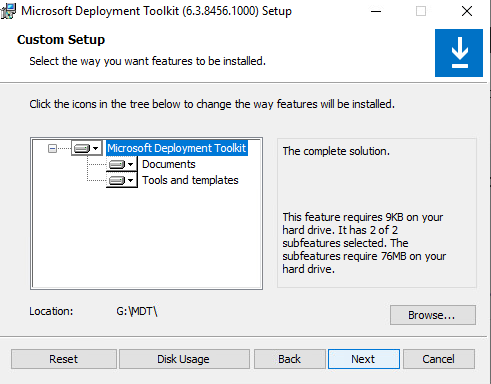 Microsoft Deployment Toolkit (6.3.8456.1000) Setup
Custom Setup
Select the way you want features to be installed.
Click the icons in the tree below to change the way features will be installed.
Microsoft Deployment Toolkit
Documents
Tools and templates
The complete solution.
This feature requires 9KB on your
hard drive. It has 2 of 2
subfeatures selected. The
subfeatures require 76MB on your
hard drive.
Location: G:\MDT\
Browse...
Reset Disk Usage Back Next Cancel